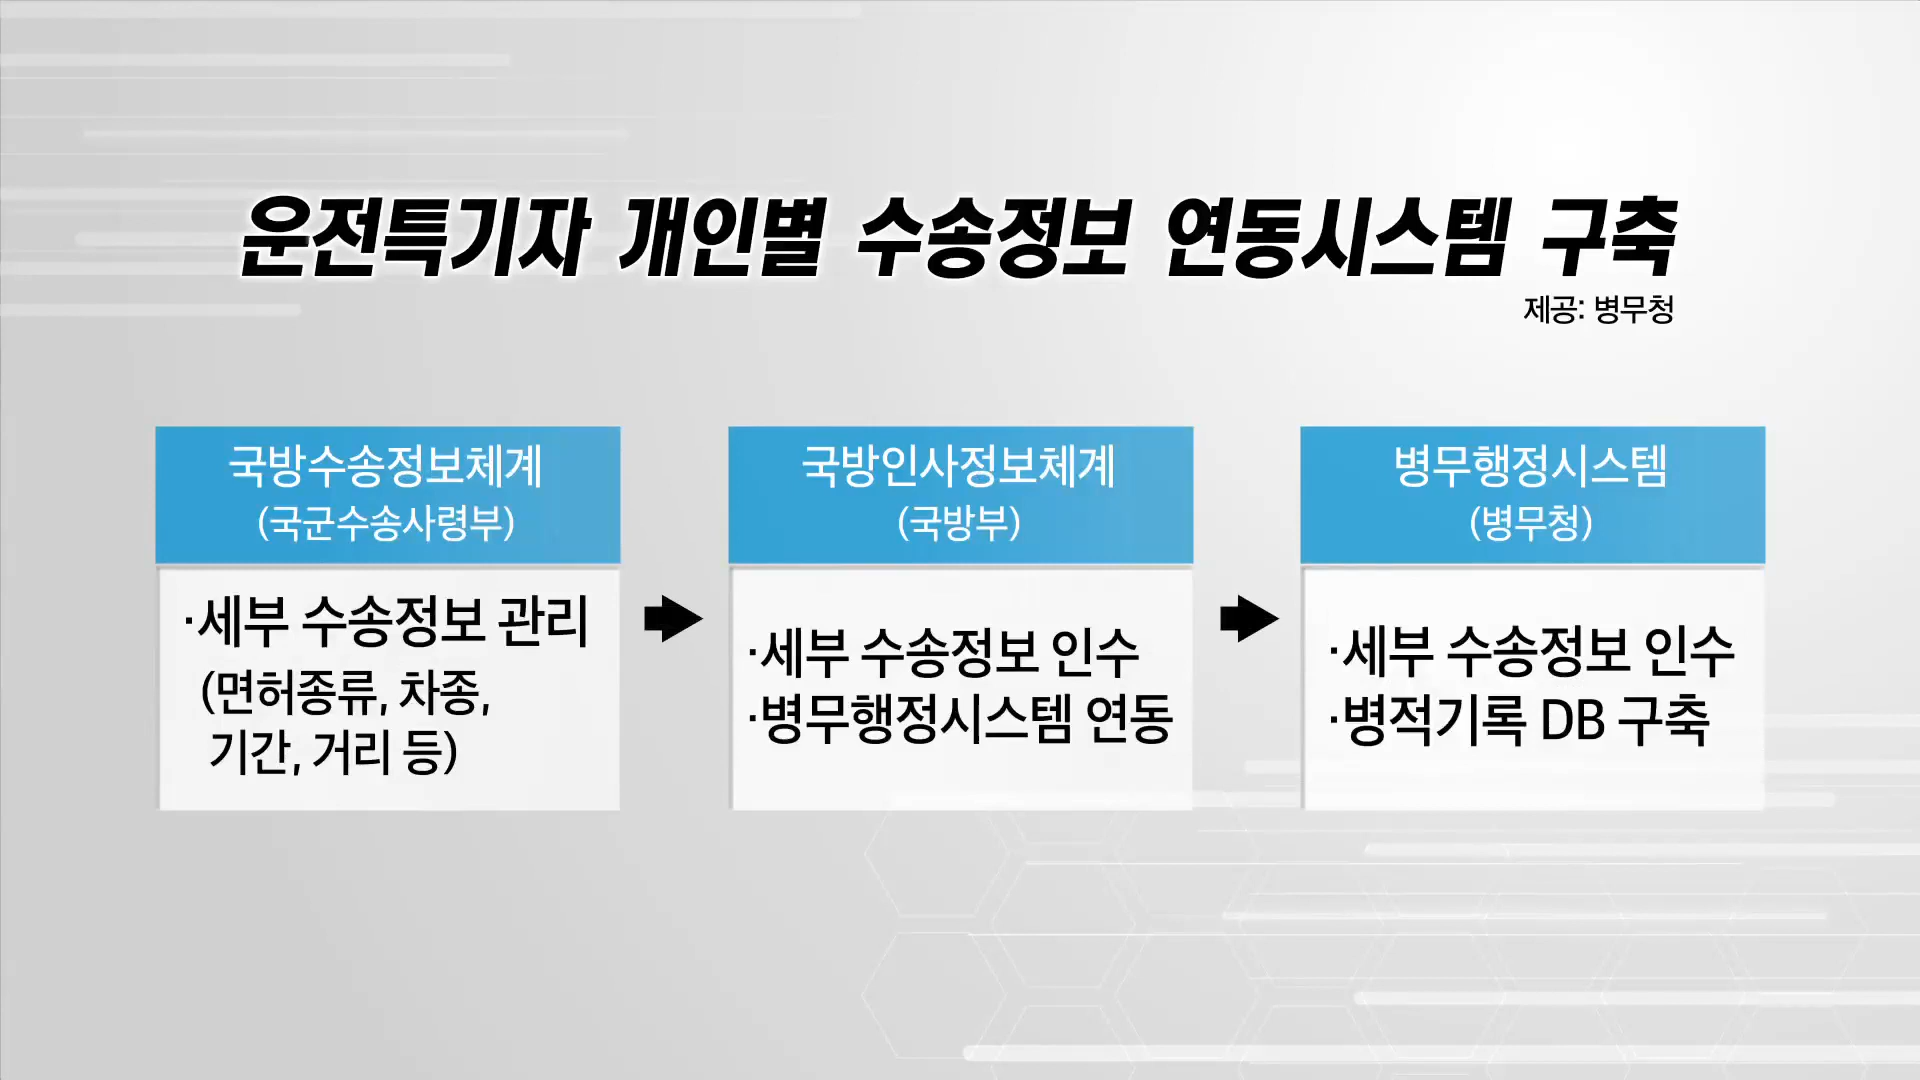 운전특기자 개인별 수송정보 연동시스템 구축
제공: 병무청
국방수송정보체계
(국군수송사령부)
·세부 수송정보 관리
(면허종류, 차종,
기간, 거리 등)
국방인사정보체계
(국방부)
·세부 수송정보 인수
·병무행정시스템 연동
병무행정시스템
(병무청)
·세부 수송정보 인수
·병적기록 DB 구축